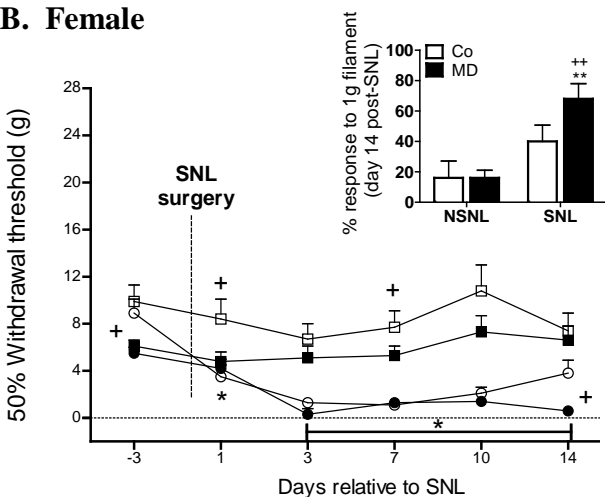 B. Female
% response to 1g filament
(day 14 post-SNL)
100
80
60
40
20
0
Co
MD
++
**
NSNL
SNL
50% Withdrawal threshold (g)
28
24
20
16
12
8
4
0
SNL
surgery
+
+
+
+
*
*
-3
1
3
7
10
14
Days relative to SNL